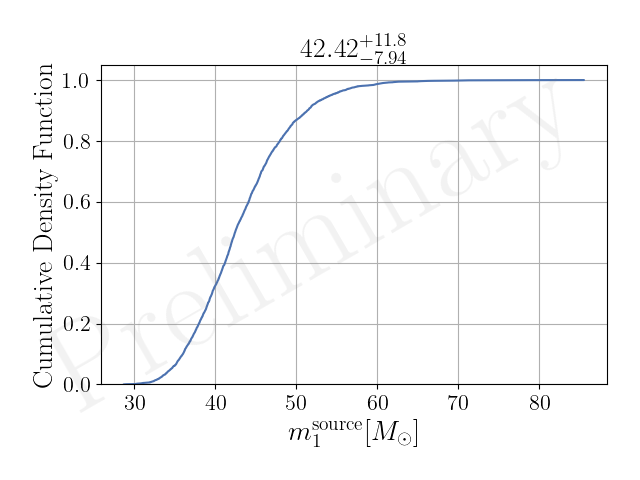 42.42^{+11.8}_{-7.94}
Cumulative Density Function
1.0
0.8
0.6
0.4
0.2
0.0
Preliminary
30 40 50 60 70 80
m_1^{source}[M_⊙]